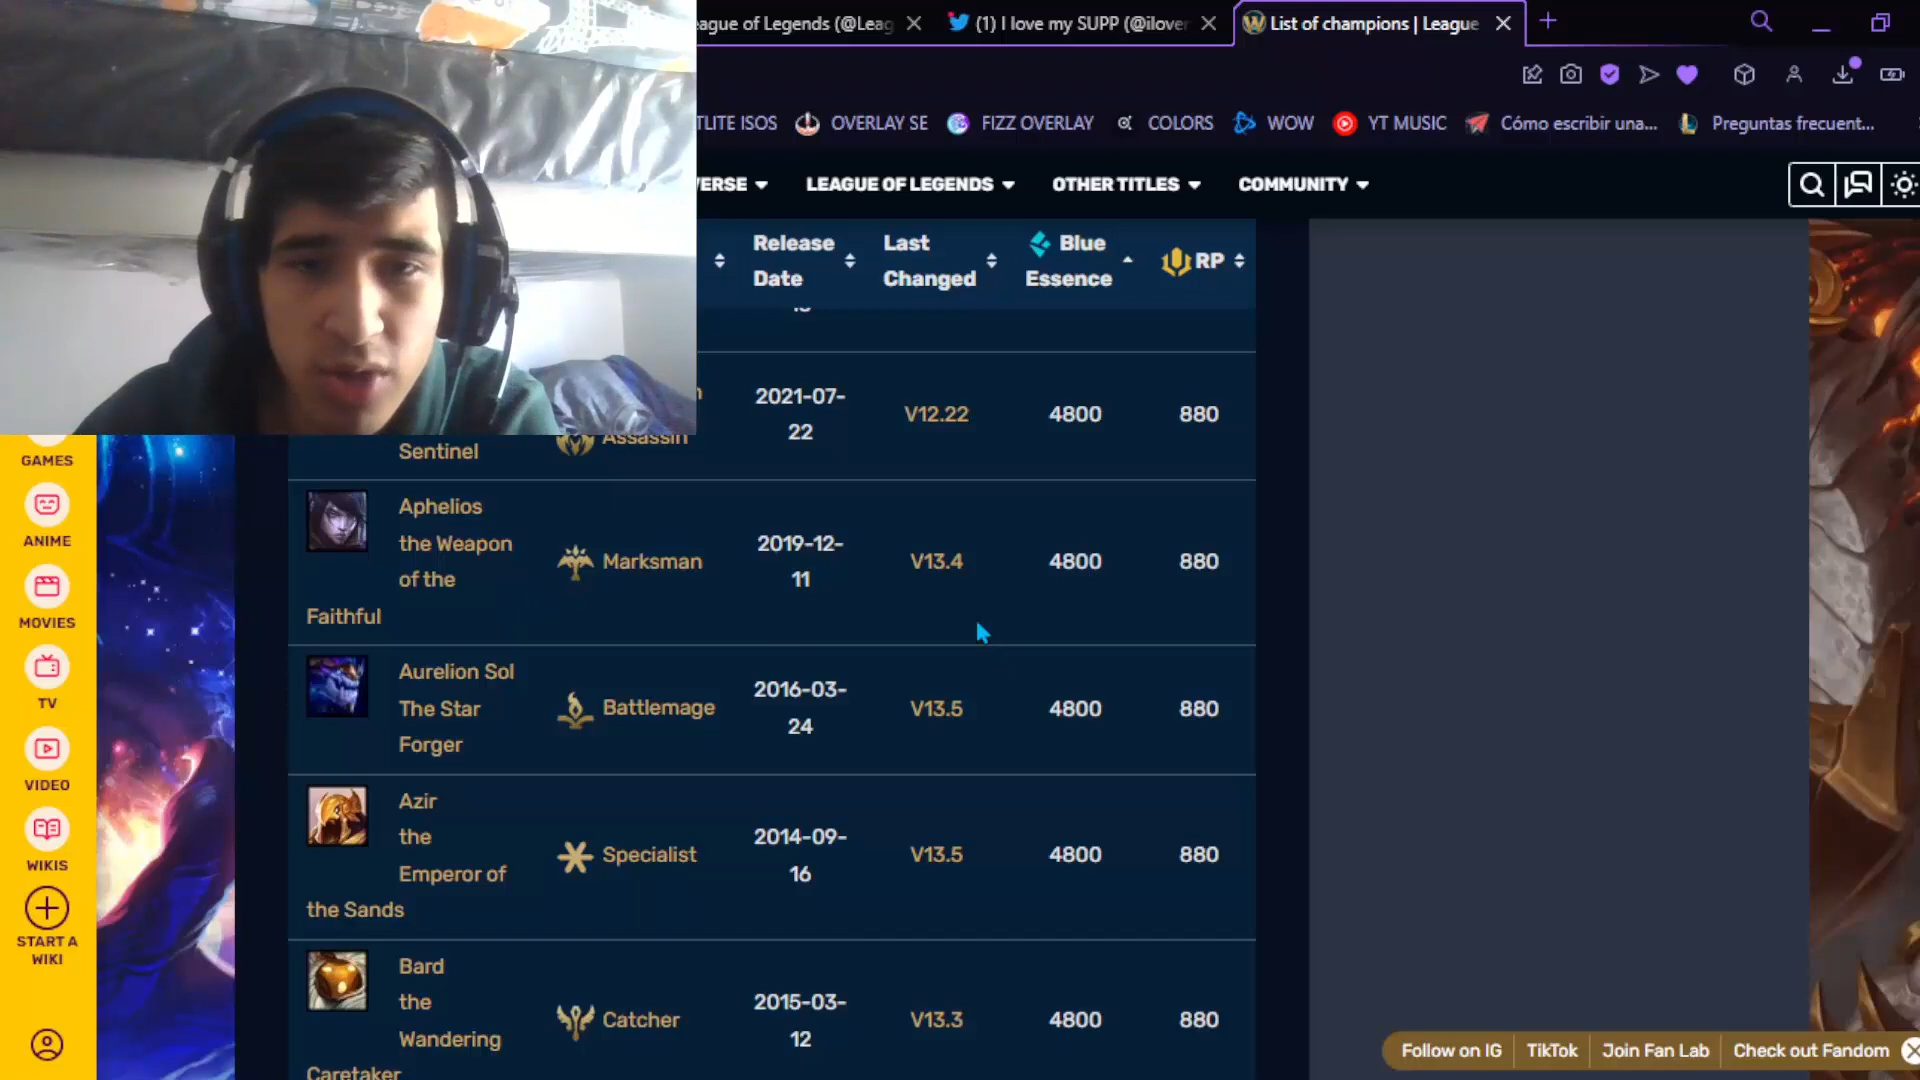 eague of Legends (@Leag
(1) I love my SUPP (@ilover
List of champions | League
TLITE ISOS
OVERLAY SE
FIZZ OVERLAY
COLORS
WOW
YT MUSIC
Cómo escribir una...
Preguntas frecuent...
ERSE
LEAGUE OF LEGENDS
OTHER TITLES
COMMUNITY
Release
Date
Last
Changed
Blue
Essence
RP
Sentinel
Assassin
2021-07-
22
V12.22
4800
880
Aphelios
the Weapon
of the
Faithful
Marksman
2019-12-
11
V13.4
4800
880
Aurelion Sol
The Star
Forger
Battlemage
2016-03-
24
V13.5
4800
880
Azir
the
Emperor of
the Sands
Specialist
2014-09-
16
V13.5
4800
880
Bard
the
Wandering
Caretaker
Catcher
2015-03-
12
V13.3
4800
880
GAMES
ANIME
MOVIES
TV
VIDEO
WIKIS
START A
WIKI
Follow on IG
TikTok
Join Fan Lab
Check out Fandom